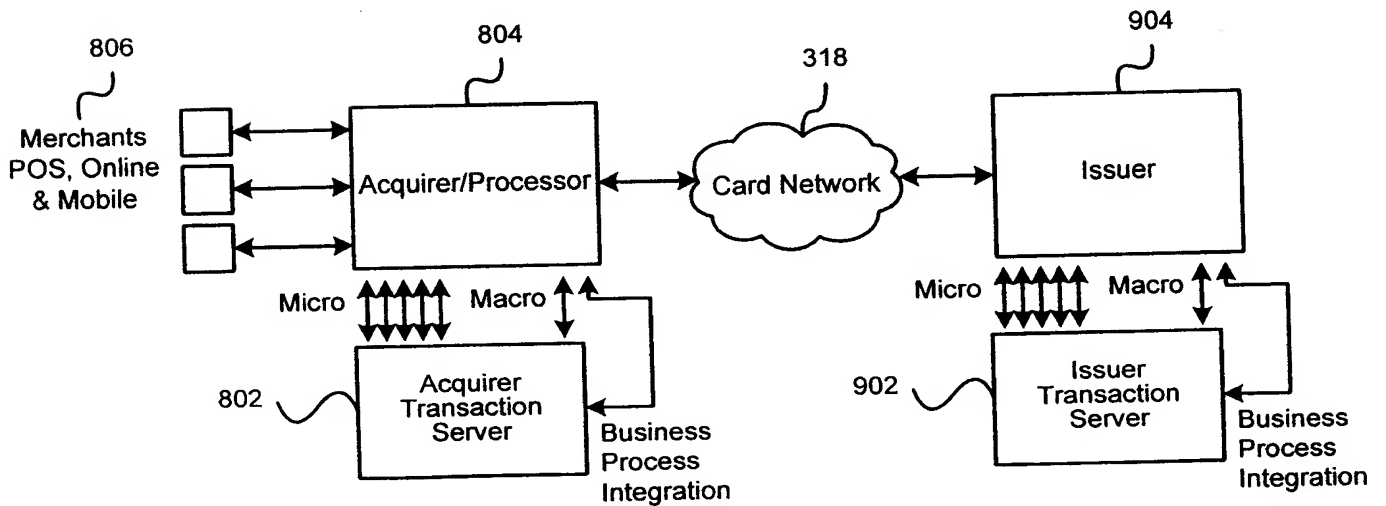 806
804
318
904
Merchants
POS, Online
& Mobile
Acquirer/Processor
Card Network
Issuer
Micro
Macro
Micro
Macro
802
Acquirer
Transaction
Server
Business
Process
Integration
902
Issuer
Transaction
Server
Business
Process
Integration